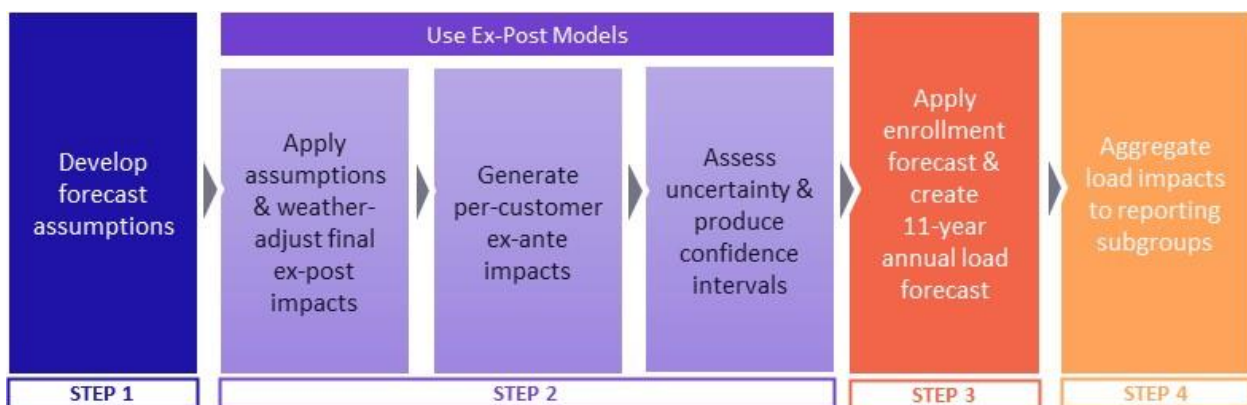 Use Ex-Post Models
Develop
forecast
assumptions
Apply
assumptions
& weather-
adjust final
ex-post
impacts
Generate
per-customer
ex-ante
impacts
Assess
uncertainty &
produce
confidence
intervals
Apply
enrollment
forecast &
create
11-year
annual load
forecast
Aggregate
load impacts
to reporting
subgroups
STEP 1
STEP 2
STEP 3
STEP 4